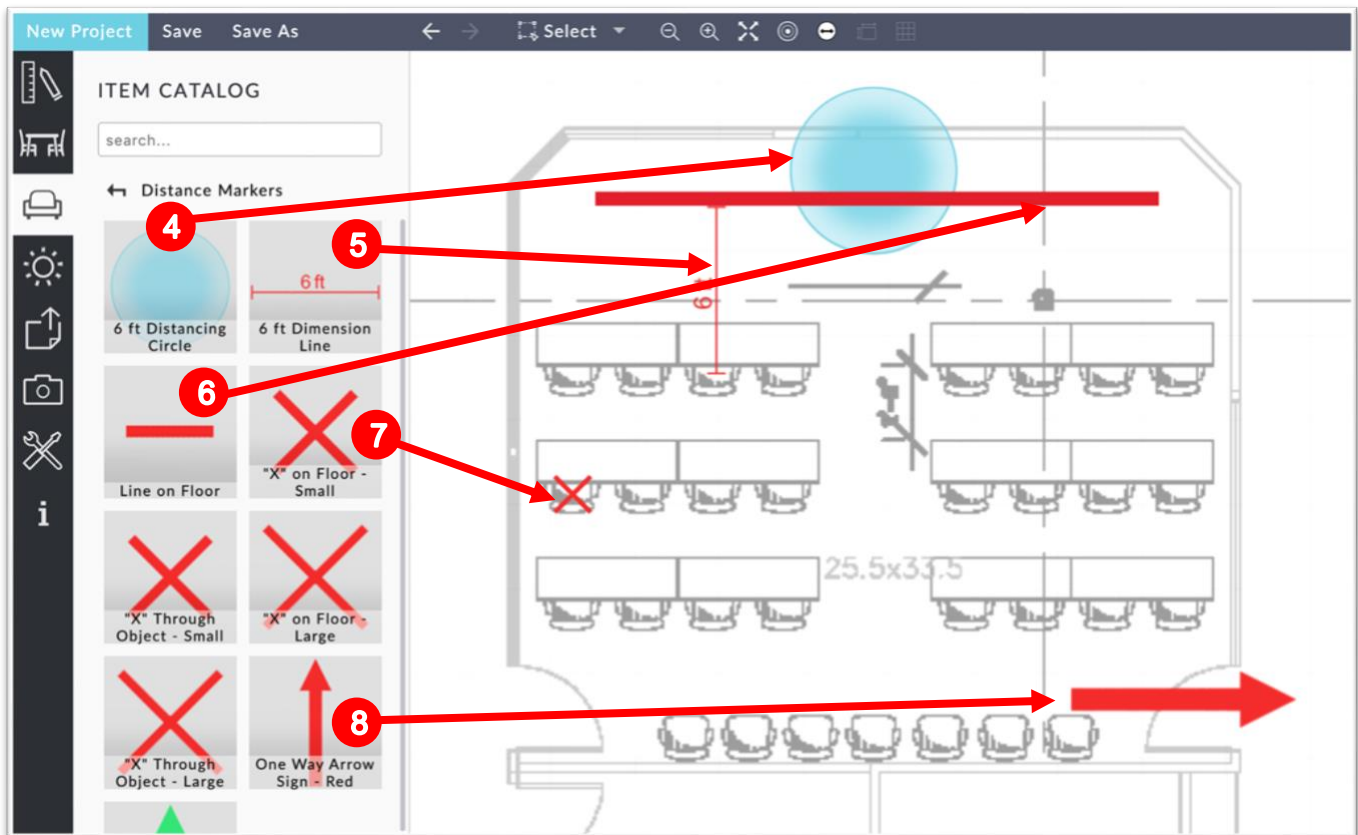 New Project Save Save As Select
ITEM CATALOG
search...
Distance Markers
4
5
6 ft
6 ft Distancing
Circle
6 ft Dimension
Line
6 ft
6
7
Line on Floor
"X" on Floor -
Small
i
25.5x33.5
"X" Through
Object - Small
"X" on Floor -
Large
8
"X" Through
Object - Large
One Way Arrow
Sign - Red